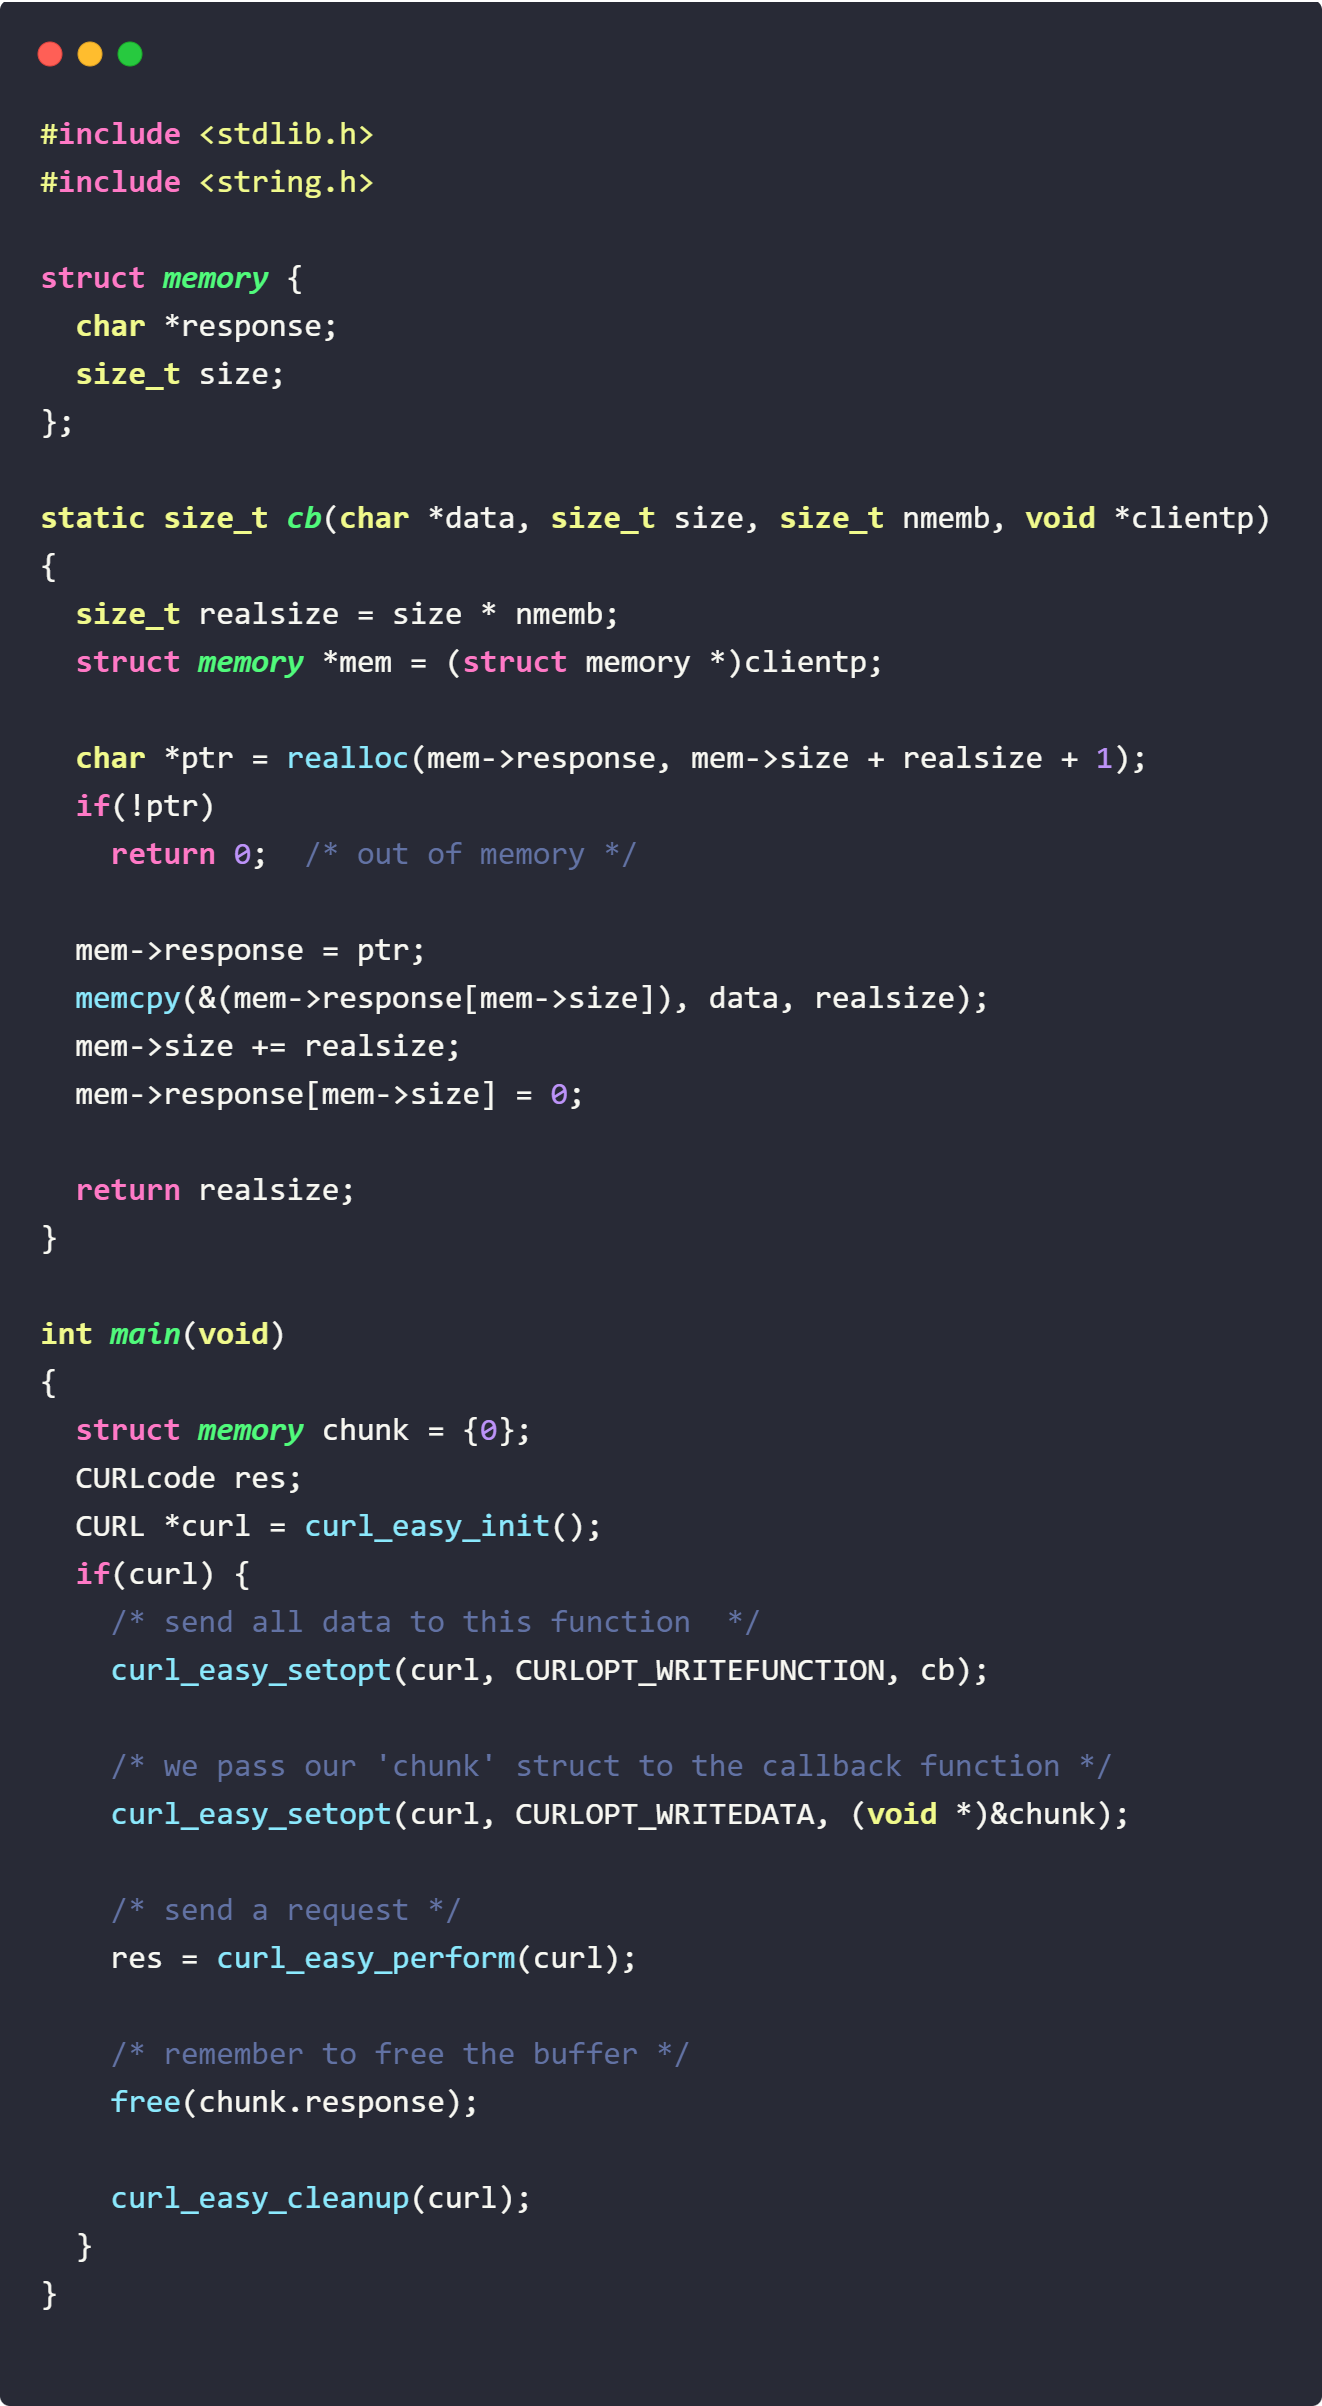 #include <stdlib.h>
#include <string.h>

struct memory {
  char *response;
  size_t size;
};

static size_t cb(char *data, size_t size, size_t nmemb, void *clientp)
{
  size_t realsize = size * nmemb;
  struct memory *mem = (struct memory *)clientp;

  char *ptr = realloc(mem->response, mem->size + realsize + 1);
  if(!ptr)
    return 0;  /* out of memory */

  mem->response = ptr;
  memcpy(&(mem->response[mem->size]), data, realsize);
  mem->size += realsize;
  mem->response[mem->size] = 0;

  return realsize;
}

int main(void)
{
  struct memory chunk = {0};
  CURLcode res;
  CURL *curl = curl_easy_init();
  if(curl) {
    /* send all data to this function  */
    curl_easy_setopt(curl, CURLOPT_WRITEFUNCTION, cb);

    /* we pass our 'chunk' struct to the callback function */
    curl_easy_setopt(curl, CURLOPT_WRITEDATA, (void *)&chunk);

    /* send a request */
    res = curl_easy_perform(curl);

    /* remember to free the buffer */
    free(chunk.response);

    curl_easy_cleanup(curl);
  }
}